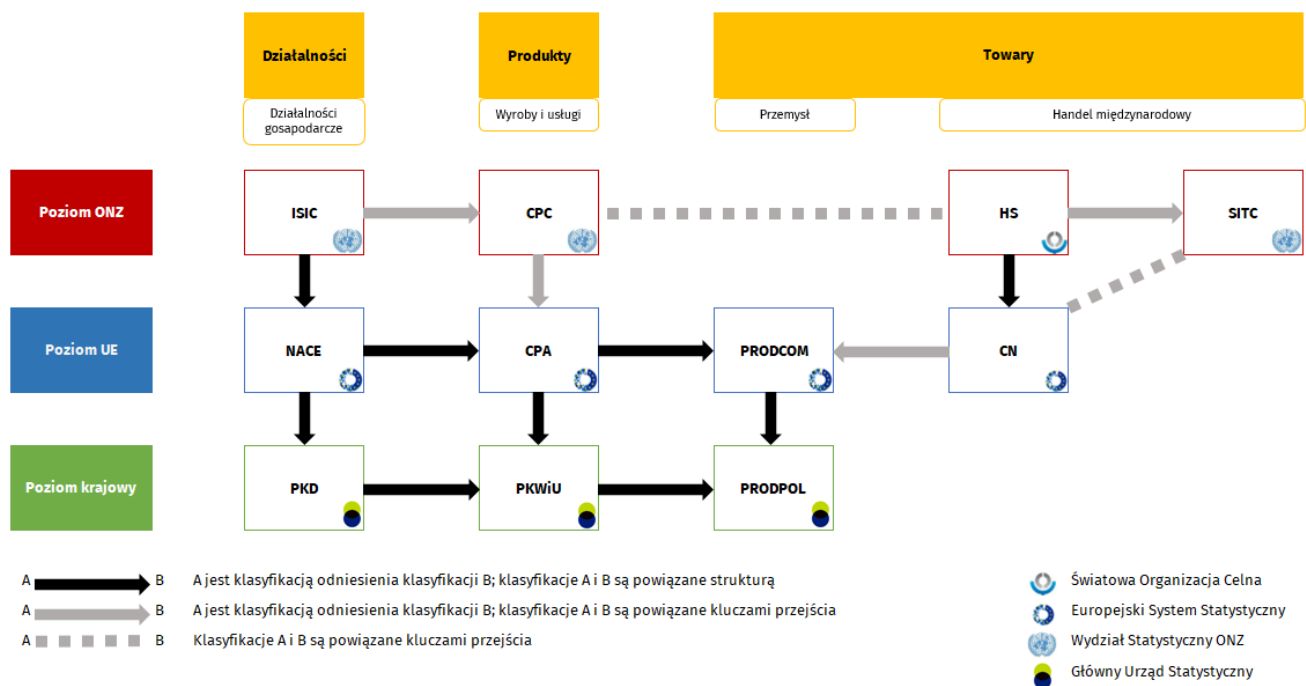 Działalności
Produkty
Towary
Działalności
gosapodarcze
Wyroby i usługi
Przemysł
Handel międzynarodowy
Poziom ONZ
ISIC
CPC
HS
SITC
Poziom UE
NACE
CPA
PRODCOM
CN
Poziom krajowy
PKD
PKWiU
PRODPOL
A B A jest klasyfikacją odniesienia klasyfikacji B; klasyfikacje A i B są powiązane strukturą
A B A jest klasyfikacją odniesienia klasyfikacji B; klasyfikacje A i B są powiązane kluczami przejścia
A B Klasyfikacje A i B są powiązane kluczami przejścia
Światowa Organizacja Celna
Europejski System Statystyczny
Wydział Statystyczny ONZ
Główny Urząd Statystyczny